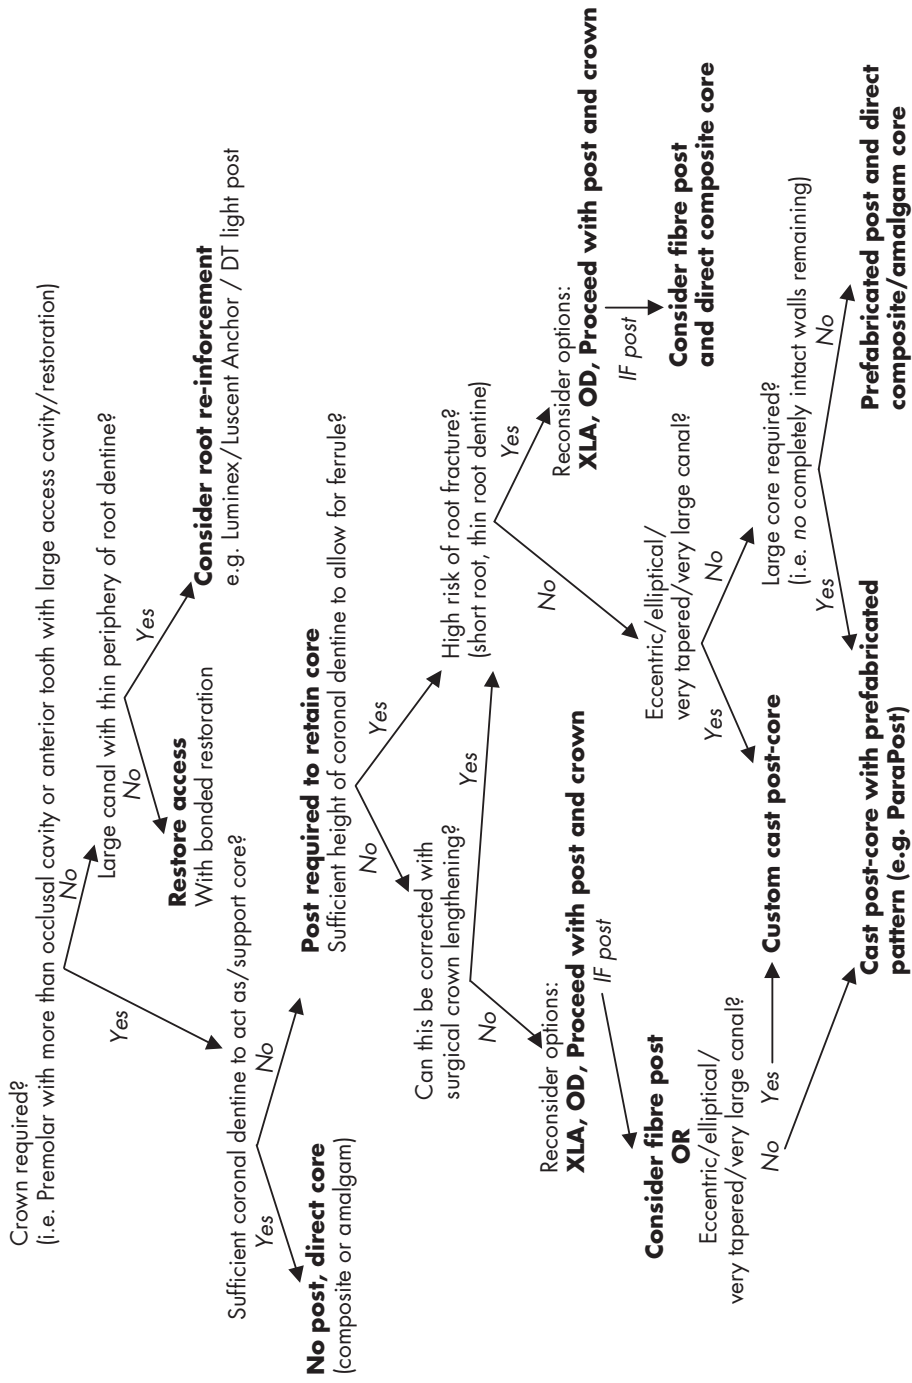 Crown required?
(i.e. Premolar with more than occlusal cavity or anterior tooth with large access cavity/restoration)
Yes
No
Large canal with thin periphery of root dentine?
No
Yes
Restore access
With bonded restoration
Consider root re-inforcement
e.g. Luminex/Luscent Anchor / DT light post
Sufficient coronal dentine to act as/support core?
Yes
No
No post, direct core
(composite or amalgam)
Post required to retain core
Sufficient height of coronal dentine to allow for ferrule?
No
Yes
Can this be corrected with
surgical crown lengthening?
No
Yes
High risk of root fracture?
(short root, thin root dentine)
No
Yes
Reconsider options:
XLA, OD, Proceed with post and crown
IF post
Reconsider options:
XLA, OD, Proceed with post and crown
IF post
Consider fibre post
and direct composite core
Consider fibre post
OR
Eccentric/elliptical/
very tapered/very large canal?
No
Yes
Eccentric/elliptical/
very tapered/very large canal?
Yes
No
Custom cast post-core
Large core required?
(i.e. no completely intact walls remaining)
Yes
No
Cast post-core with prefabricated
pattern (e.g. ParaPost)
Prefabricated post and direct
composite/amalgam core